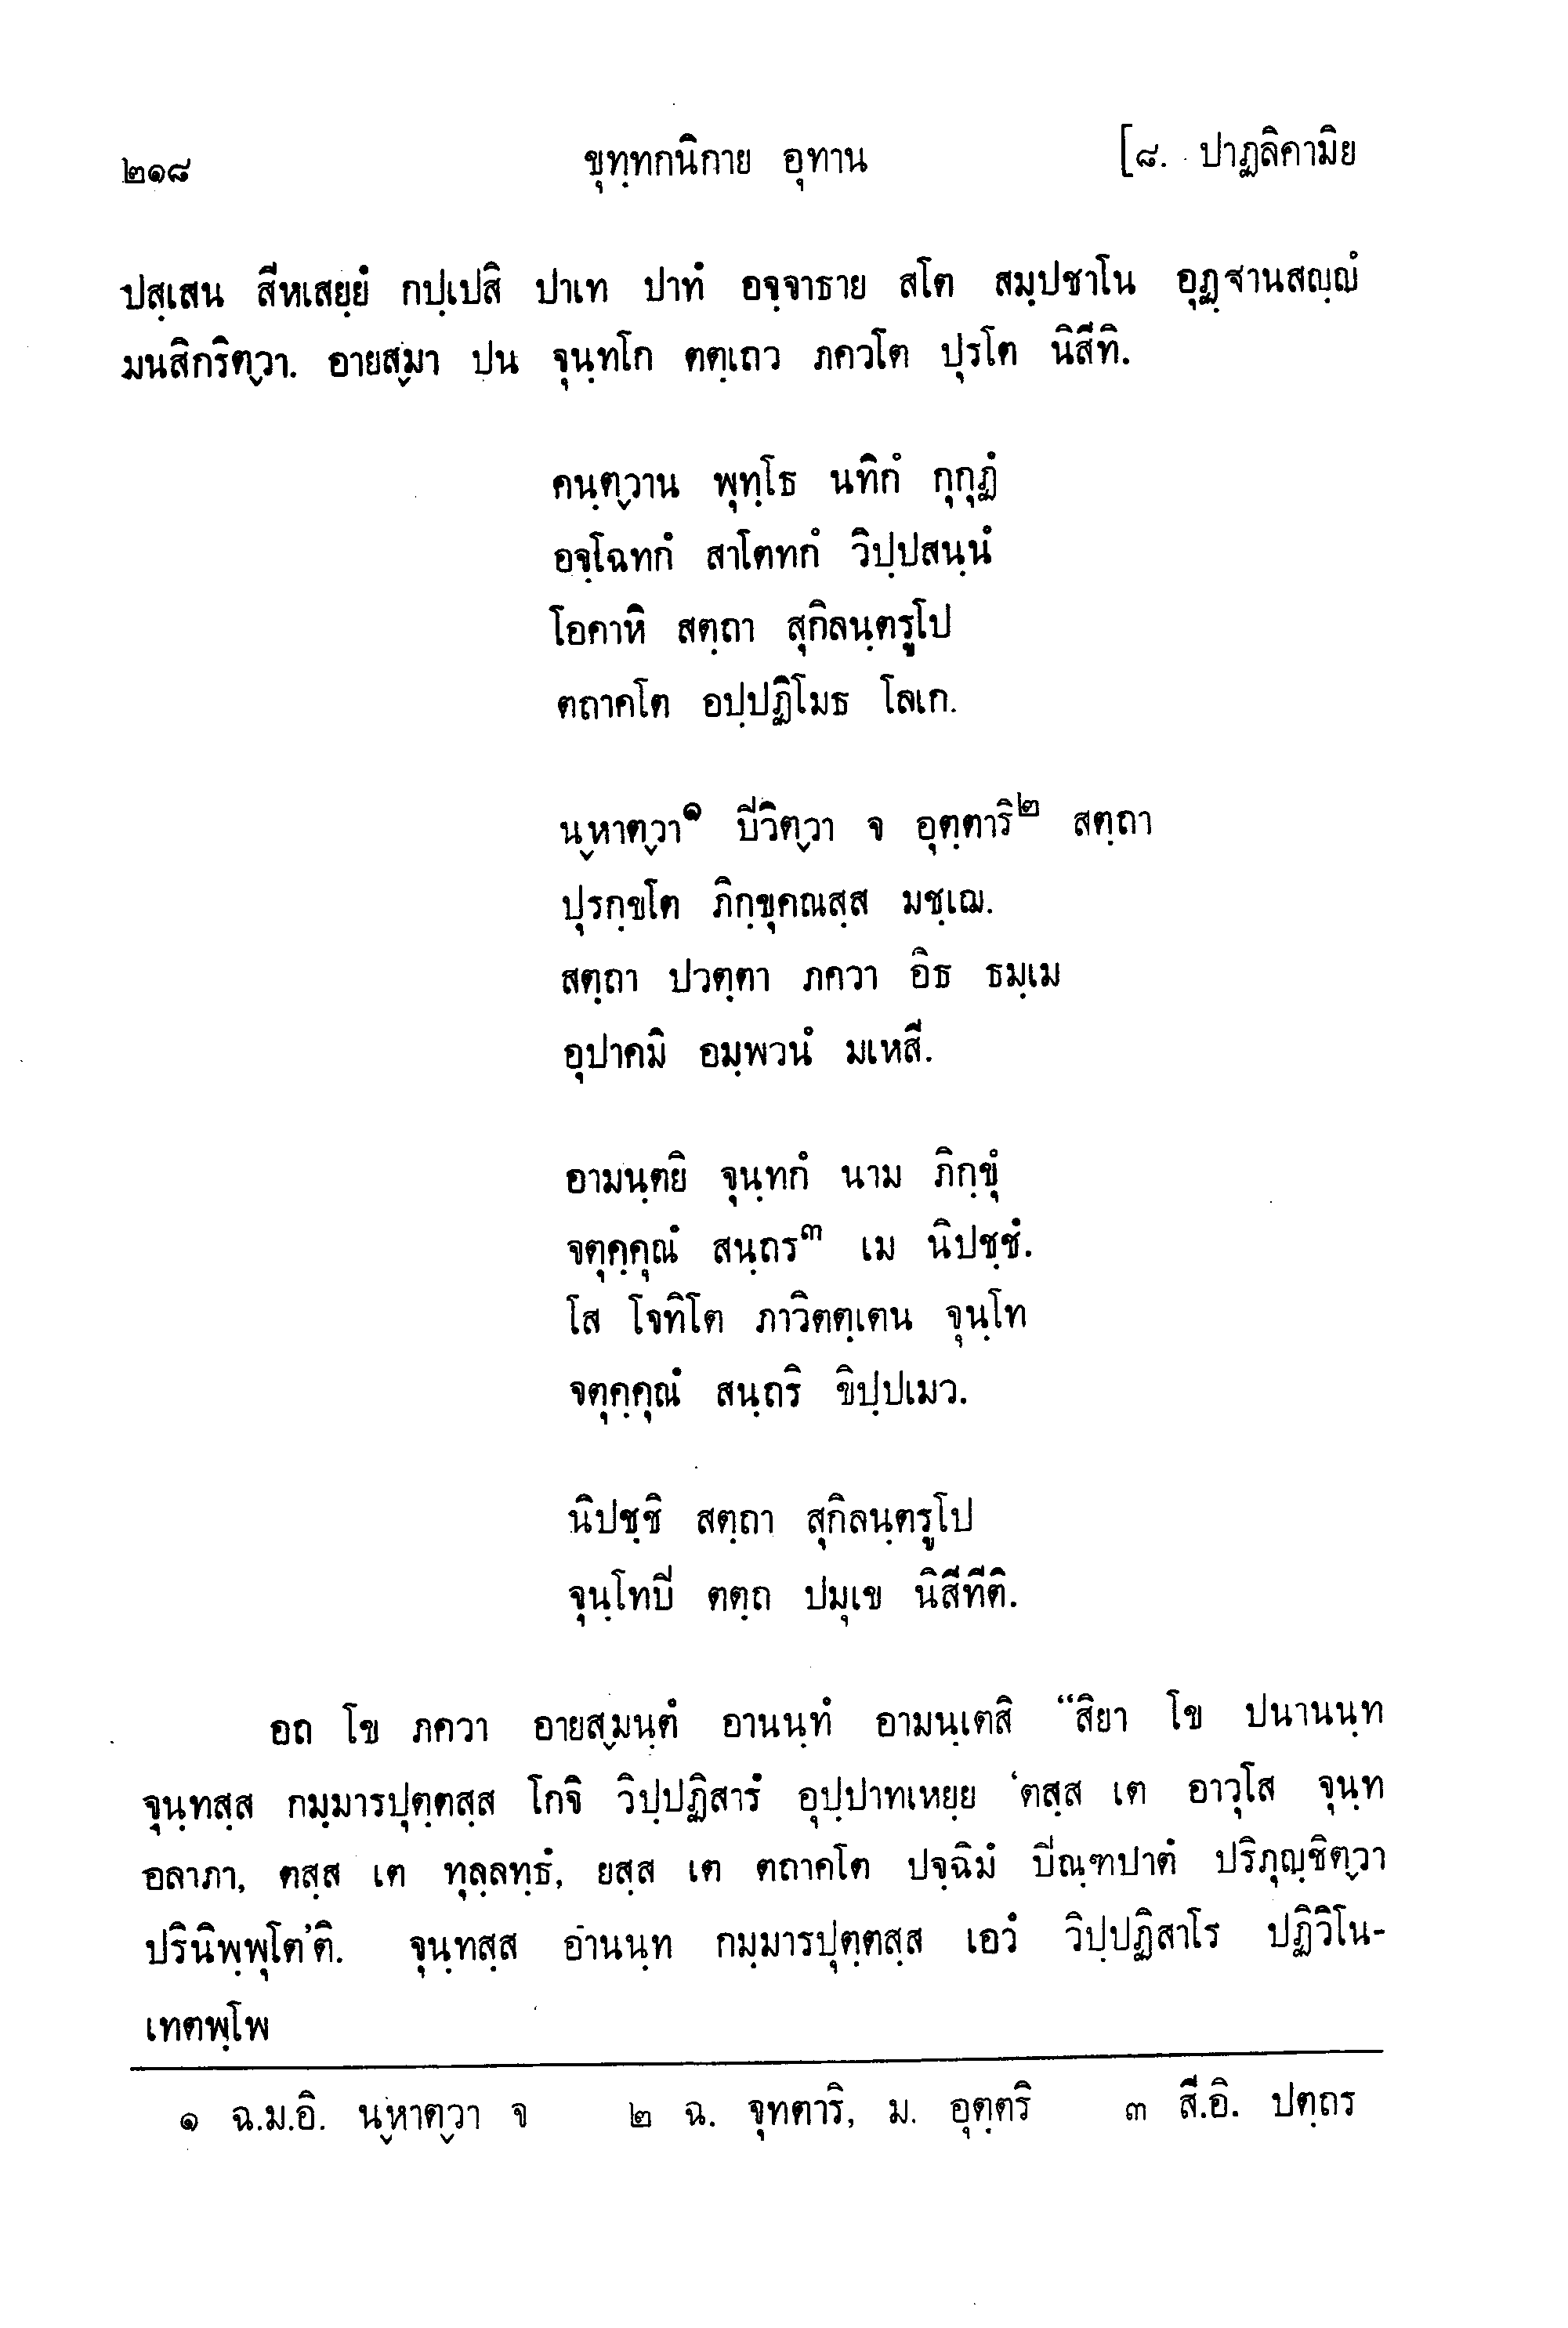 ๒๑๘ ขุทฺทกนิกาย อุทาน [๘. ปาฏลิคามิย
ปสฺเสน สีหเสยฺยํ กปฺเปสิ ปาเท ปาทํ อจฺจาธาย สโต สมฺปชาโน อุฏฺฐานสญฺญํ
มนสิกริตฺวา. อายสฺมา ปน จุนฺทโก ตตฺเถว ภควโต ปุรโต นิสีทิ.
คนฺตฺวาน พุทฺโธ นทิกํ กุกุฏํ
อจฺโฉทกํ สาโตทกํ วิปฺปสนฺนํ
โอคาหิ สตฺถา สุกิลนฺตรูโป
ตถาคโต อปฺปฏิโมธ โลเก.
นฺหาตฺวา๑ ปีวิตฺวา จ อุตฺตาริ๒ สตฺถา
ปุรกฺขโต ภิกฺขุคณสฺส มชฺเฌ.
สตฺถา ปวตฺตา ภควา อิธ ธมฺเม
อุปาคมิ อมฺพวนํ มเหสี.
อามนฺตยิ จุนฺทกํ นาม ภิกฺขุํ
จตุคฺคุณํ สนฺถร๓ เม นิปชฺชํ.
โส โจทิโต ภาวิตตฺเตน จุนฺโท
จตุคฺคุณํ สนฺถริ ขิปฺปเมว.
นิปชฺชิ สตฺถา สุกิลนฺตรูโป
จุนฺโทปี ตตฺถ ปมุเข นิสีทีติ.
อถ โข ภควา อายสฺมนฺตํ อานนฺทํ อามนฺเตสิ “สิยา โข ปนานนฺท
จุนฺทสฺส กมฺมารปุตฺตสฺส โกจิ วิปฺปฏิสารํ อุปฺปาทเหยฺย ‘ตสฺส เต อาวุโส จุนฺท
อลาภา, ตสฺส เต ทุลฺลทฺธํ, ยสฺส เต ตถาคโต ปจฺฉิมํ ปิณฺฑปาตํ ปริภุญฺชิตฺวา
ปรินิพฺพุโต’ติ. จุนฺทสฺส อานนฺท กมฺมารปุตฺตสฺส เอวํ วิปฺปฏิสาโร ปฏิวิโน-
เทตพฺโพ
๑ ฉ.ม.อิ. นฺหาตฺวา จ ๒ ฉ. จุทตาริ, ม. อุตฺตริ ๓ สี.อิ. ปตฺถร